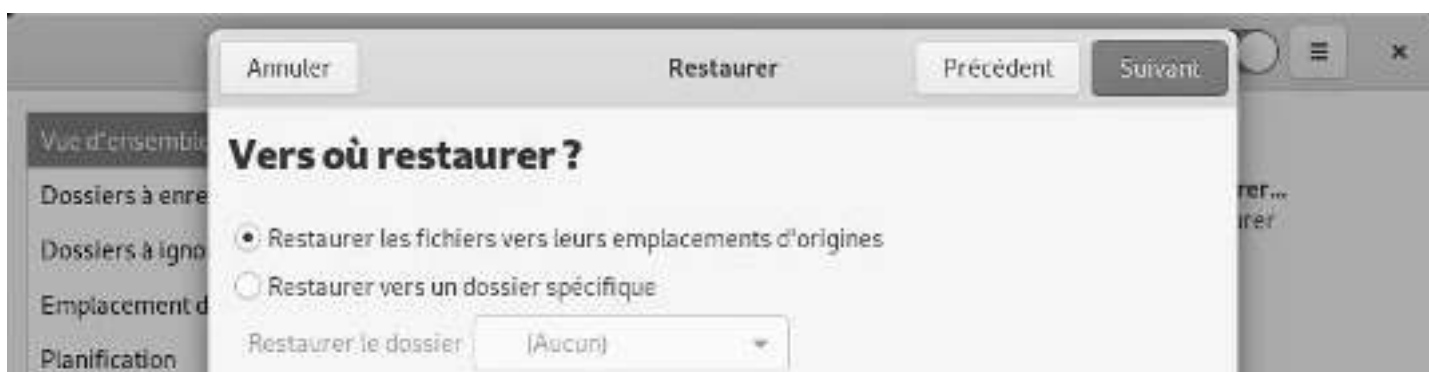 Annuler Restaurer Précédent Suivant
Vue d'ensemble
Vers où restaurer ?
Dossiers à enre
rer...
Restaurer les fichiers vers leurs emplacements d'origines
rer
Dossiers à igno
Restaurer vers un dossier spécifique
Emplacement d
Restaurer le dossier (Aucun)
Planification